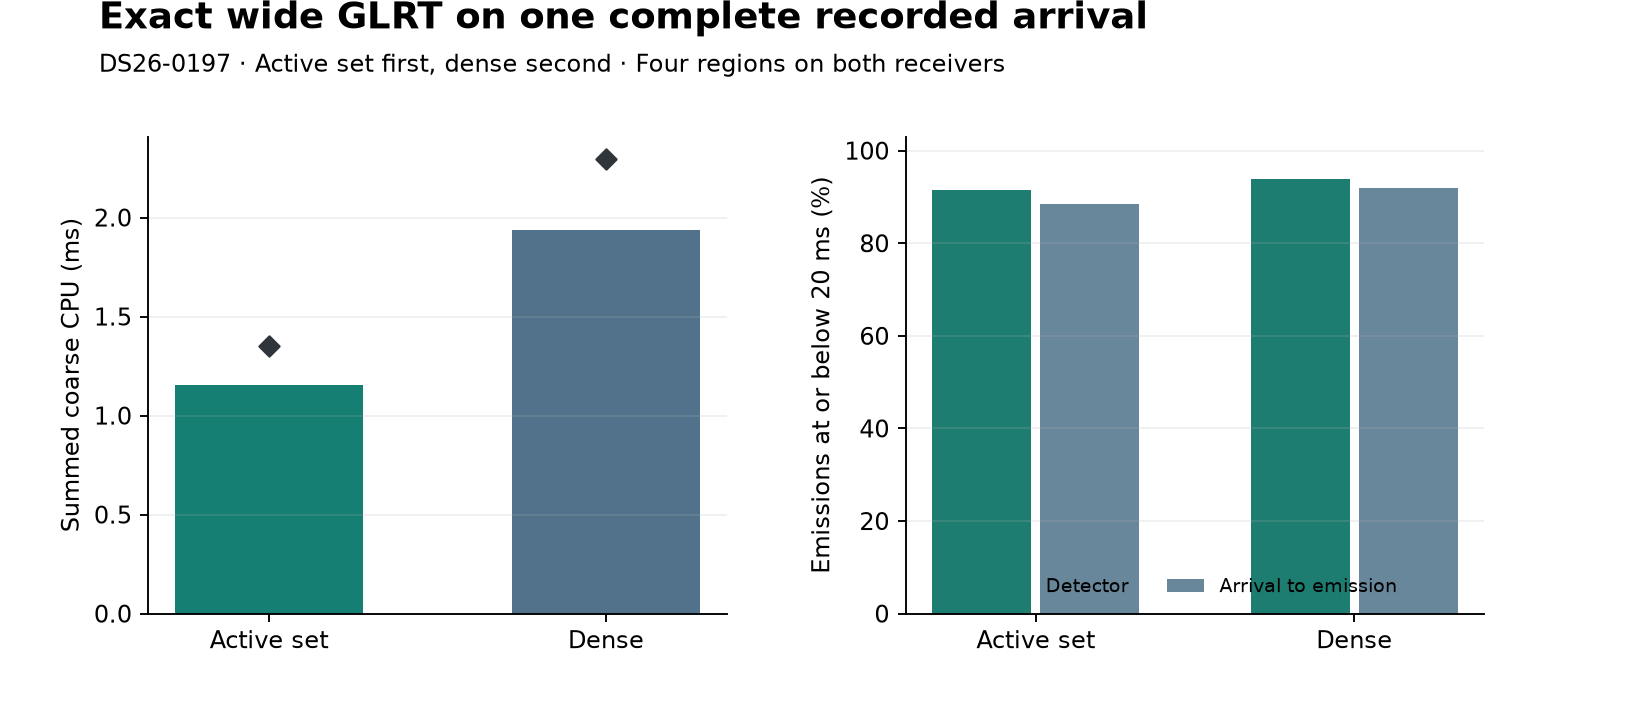 Exact wide GLRT on one complete recorded arrival
DS26-0197 · Active set first, dense second · Four regions on both receivers
Summed coarse CPU (ms)
2.0
1.5
1.0
0.5
0.0
Active set
Dense
Emissions at or below 20 ms (%)
100
80
60
40
20
0
Detector
Arrival to emission
Active set
Dense